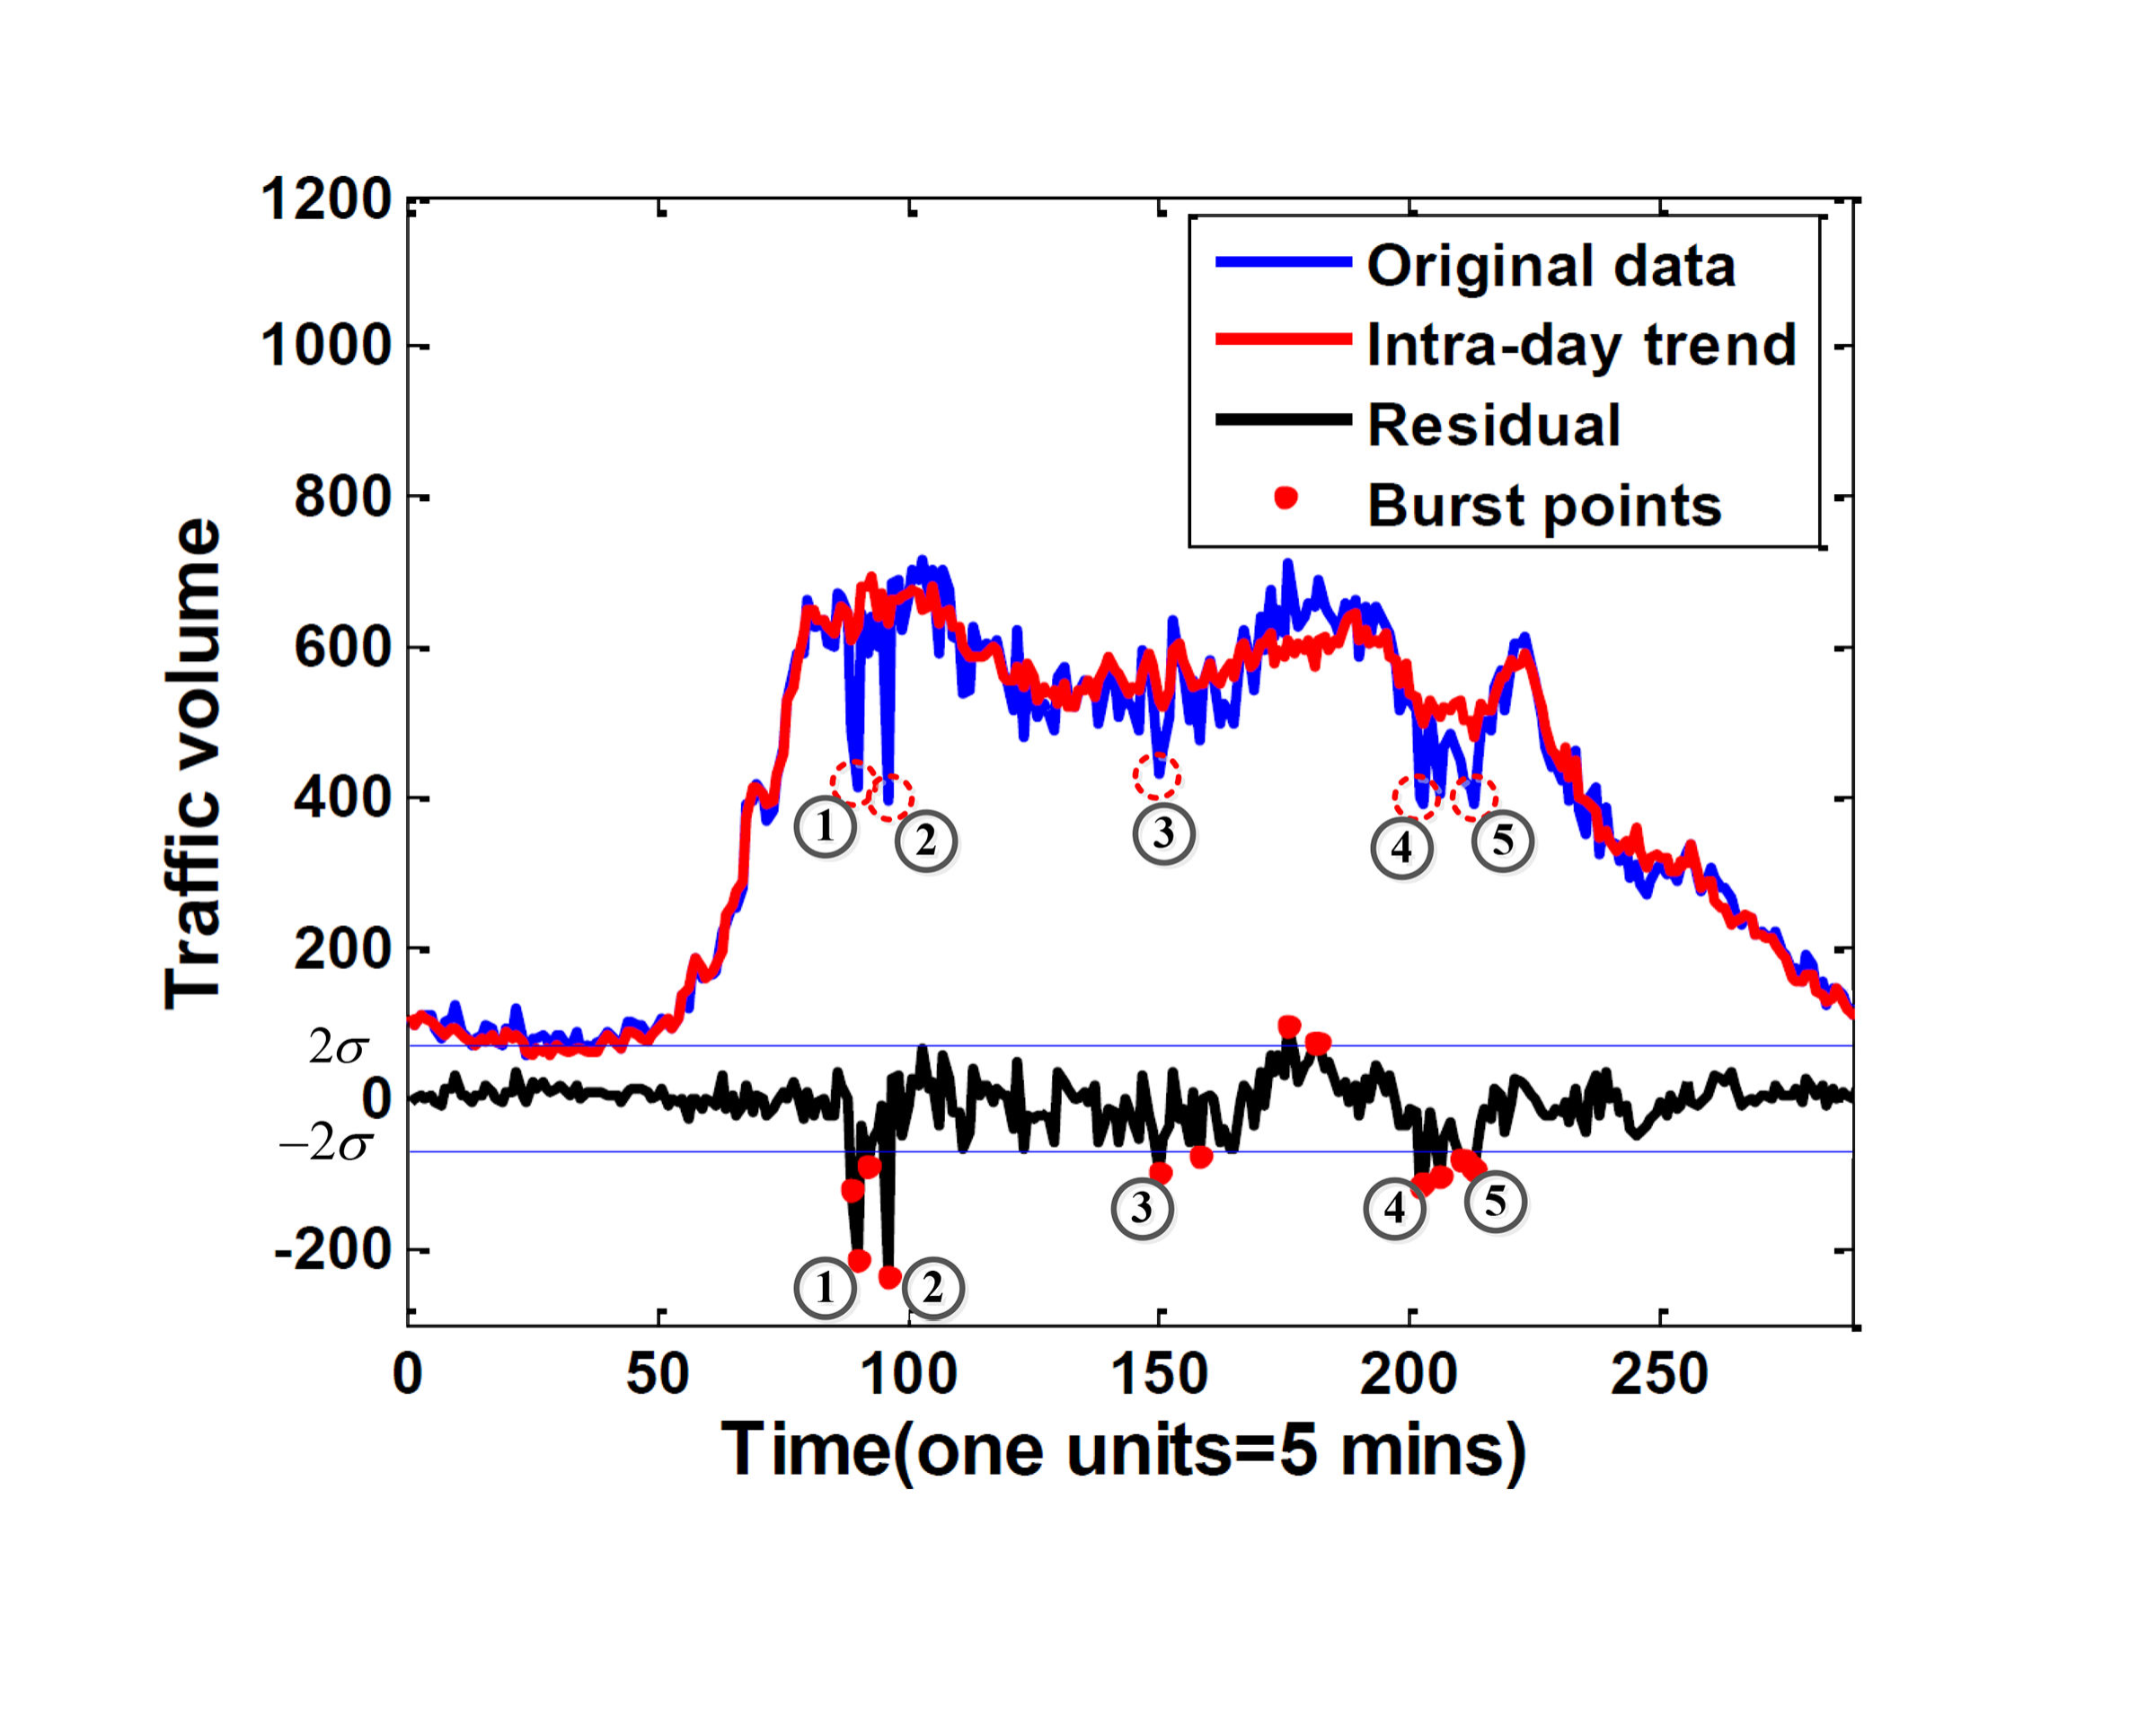 1200
1000
800
600
400
200
2σ
0
−2σ
-200
Traffic volume
Original data
Intra-day trend
Residual
Burst points
① ② ③ ④ ⑤
③ ④ ⑤
① ②
0 50 100 150 200 250
Time(one units=5 mins)